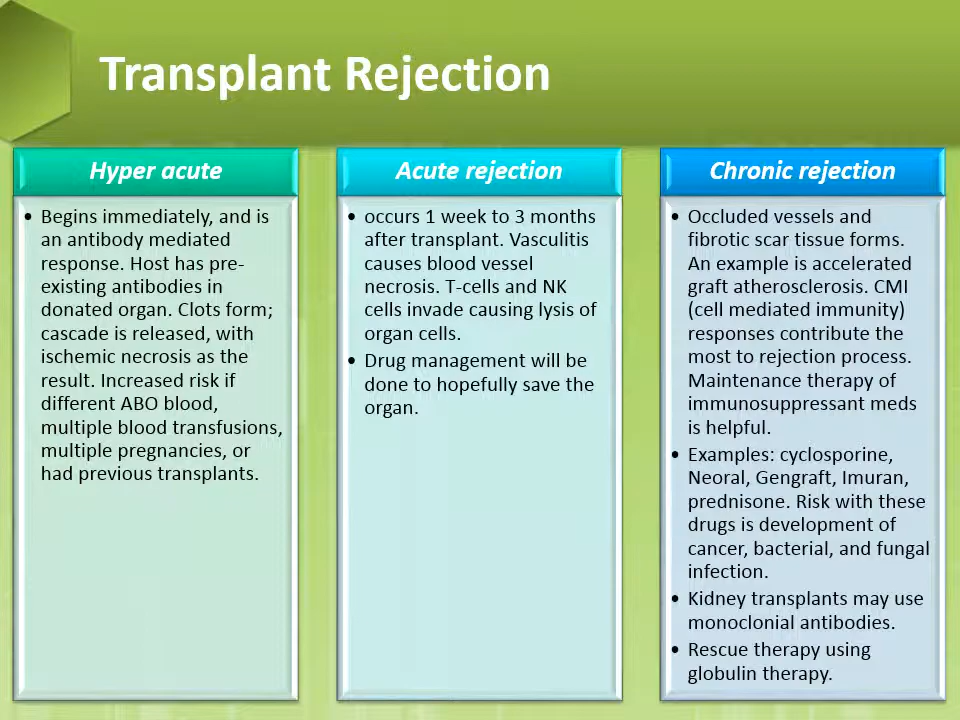 Transplant Rejection
Hyper acute
• Begins immediately, and is
an antibody mediated
response. Host has pre-
existing antibodies in
donated organ. Clots form;
cascade is released, with
ischemic necrosis as the
result. Increased risk if
different ABO blood,
multiple blood transfusions,
multiple pregnancies, or
had previous transplants.
Acute rejection
• occurs 1 week to 3 months
after transplant. Vasculitis
causes blood vessel
necrosis. T-cells and NK
cells invade causing lysis of
organ cells.
• Drug management will be
done to hopefully save the
organ.
Chronic rejection
• Occluded vessels and
fibrotic scar tissue forms.
An example is accelerated
graft atherosclerosis. CMI
(cell mediated immunity)
responses contribute the
most to rejection process.
Maintenance therapy of
immunosuppressant meds
is helpful.
• Examples: cyclosporine,
Neoral, Gengraft, Imuran,
prednisone. Risk with these
drugs is development of
cancer, bacterial, and fungal
infection.
• Kidney transplants may use
monoclonial antibodies.
• Rescue therapy using
globulin therapy.